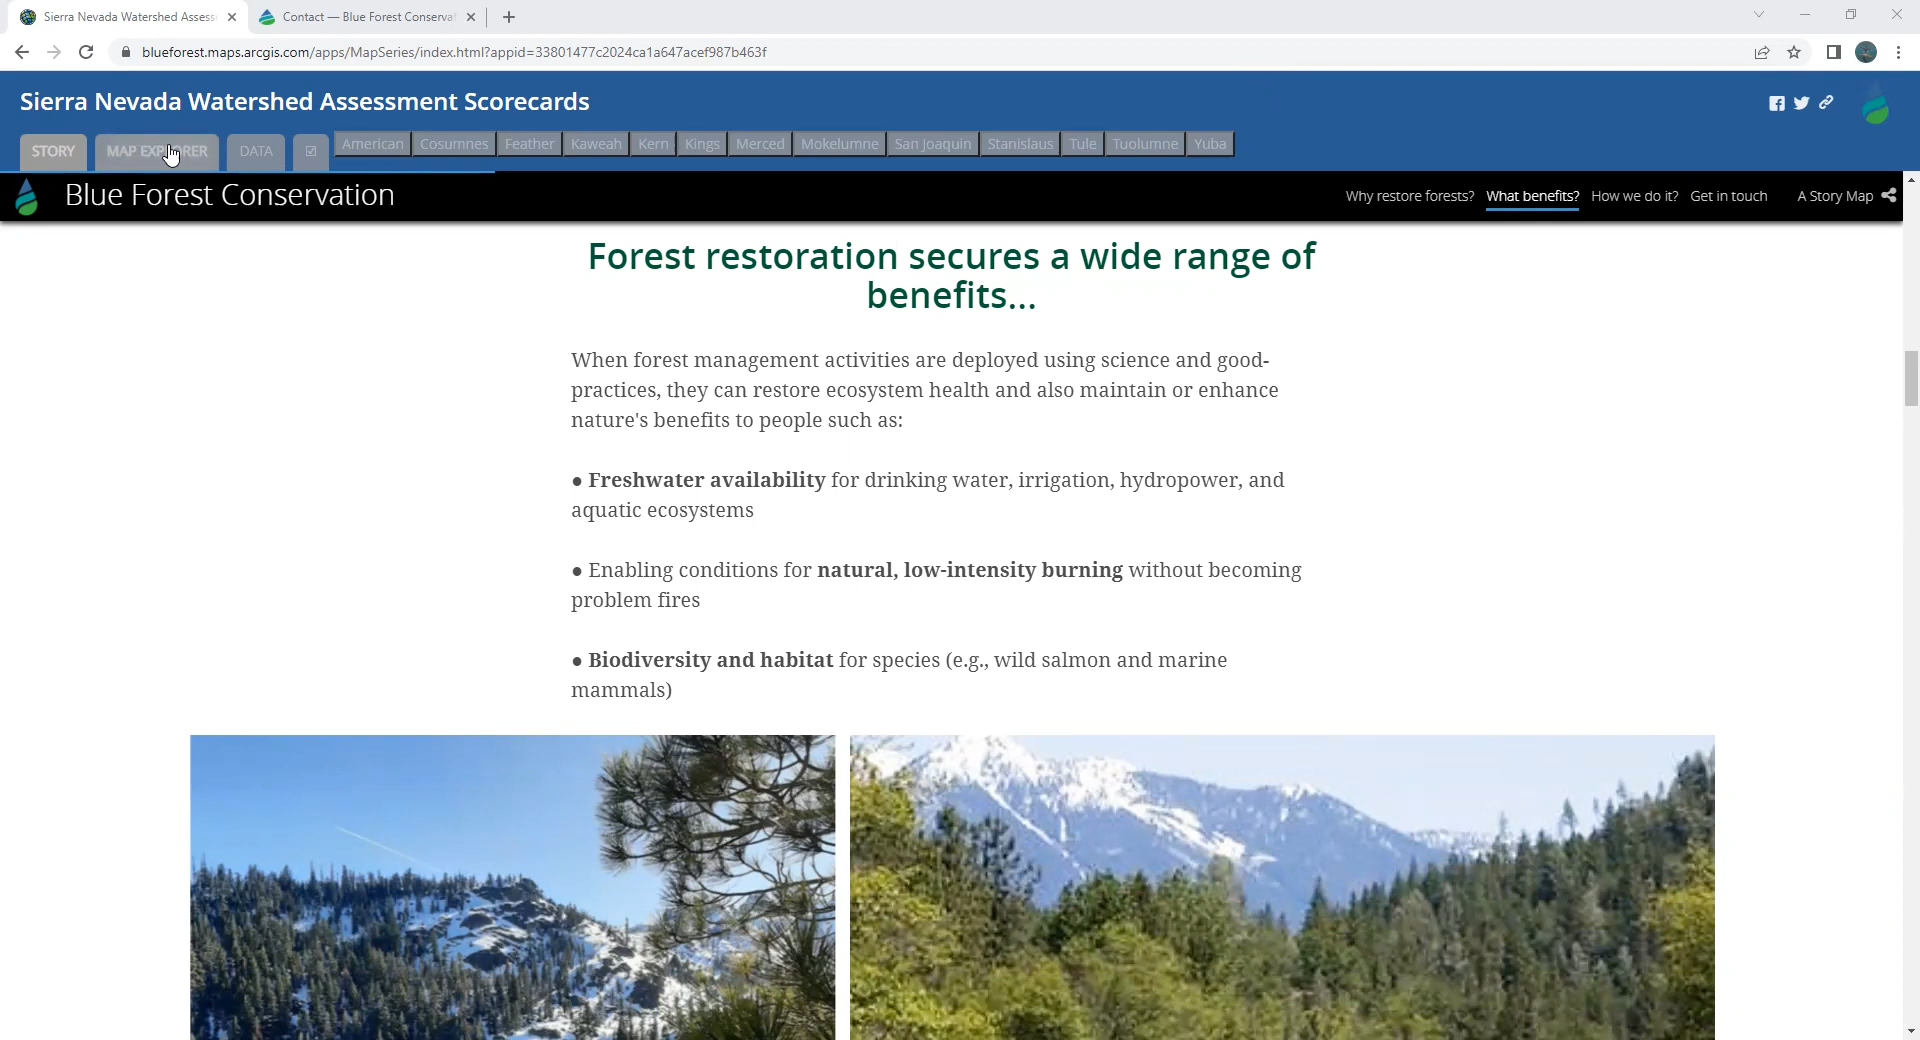 Sierra Nevada Watershed Assess
Contact — Blue Forest Conserva
blueforest.maps.arcgis.com/apps/MapSeries/index.html?appid=33801477c2024ca1a647acef987b463f
Sierra Nevada Watershed Assessment Scorecards
STORY MAP EXPLORER DATA American Cosumnes Feather Kaweah Kern Kings Merced Mokelumne San Joaquin Stanislaus Tule Tuolumne Yuba
Blue Forest Conservation Why restore forests? What benefits? How we do it? Get in touch A Story Map
Forest restoration secures a wide range of
benefits...
When forest management activities are deployed using science and good-
practices, they can restore ecosystem health and also maintain or enhance
nature's benefits to people such as:
● Freshwater availability for drinking water, irrigation, hydropower, and
aquatic ecosystems
● Enabling conditions for natural, low-intensity burning without becoming
problem fires
● Biodiversity and habitat for species (e.g., wild salmon and marine
mammals)